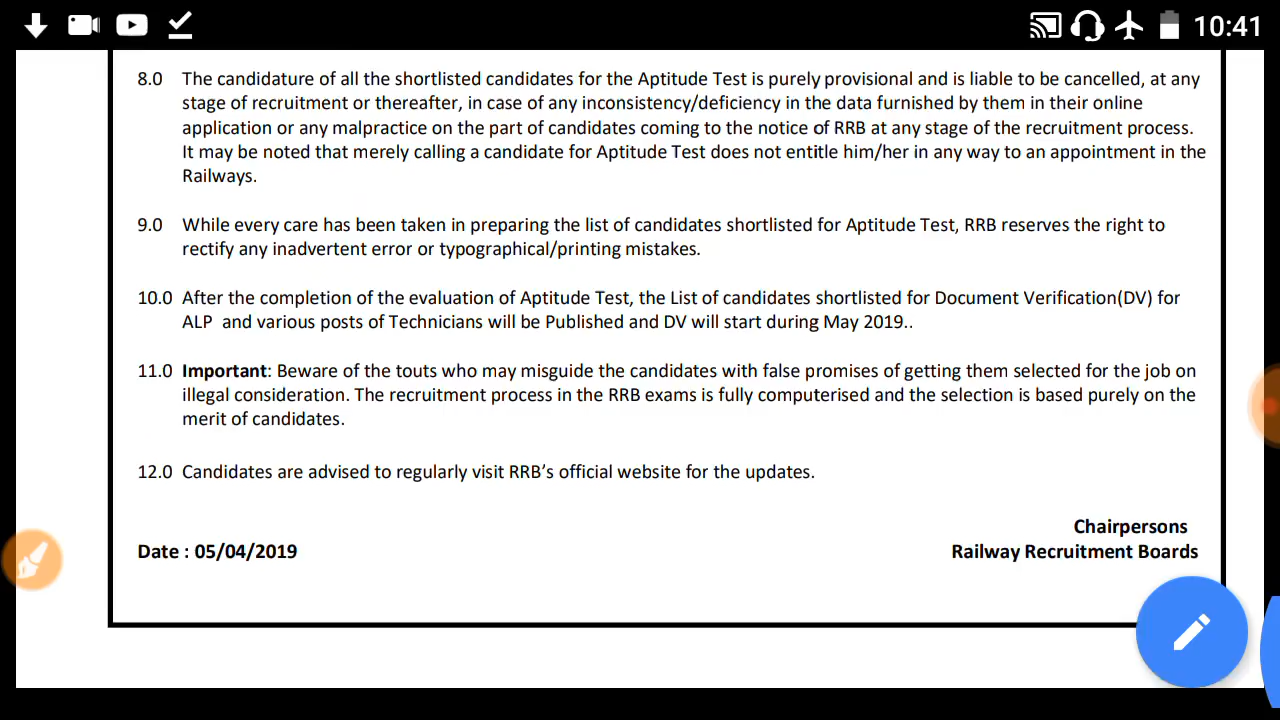 10:41
8.0 The candidature of all the shortlisted candidates for the Aptitude Test is purely provisional and is liable to be cancelled, at any
stage of recruitment or thereafter, in case of any inconsistency/deficiency in the data furnished by them in their online
application or any malpractice on the part of candidates coming to the notice of RRB at any stage of the recruitment process.
It may be noted that merely calling a candidate for Aptitude Test does not entitle him/her in any way to an appointment in the
Railways.
9.0 While every care has been taken in preparing the list of candidates shortlisted for Aptitude Test, RRB reserves the right to
rectify any inadvertent error or typographical/printing mistakes.
10.0 After the completion of the evaluation of Aptitude Test, the List of candidates shortlisted for Document Verification(DV) for
ALP and various posts of Technicians will be Published and DV will start during May 2019..
11.0 Important: Beware of the touts who may misguide the candidates with false promises of getting them selected for the job on
illegal consideration. The recruitment process in the RRB exams is fully computerised and the selection is based purely on the
merit of candidates.
12.0 Candidates are advised to regularly visit RRB's official website for the updates.
Chairpersons
Date : 05/04/2019 Railway Recruitment Boards